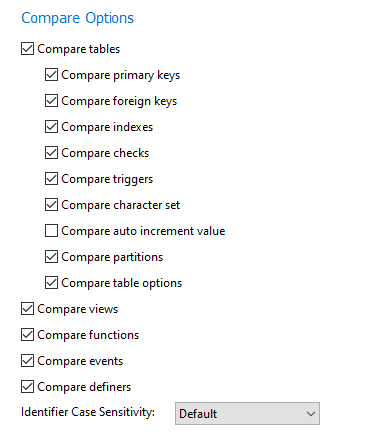 Compare Options
Compare tables
Compare primary keys
Compare foreign keys
Compare indexes
Compare checks
Compare triggers
Compare character set
Compare auto increment value
Compare partitions
Compare table options
Compare views
Compare functions
Compare events
Compare definers
Identifier Case Sensitivity: Default